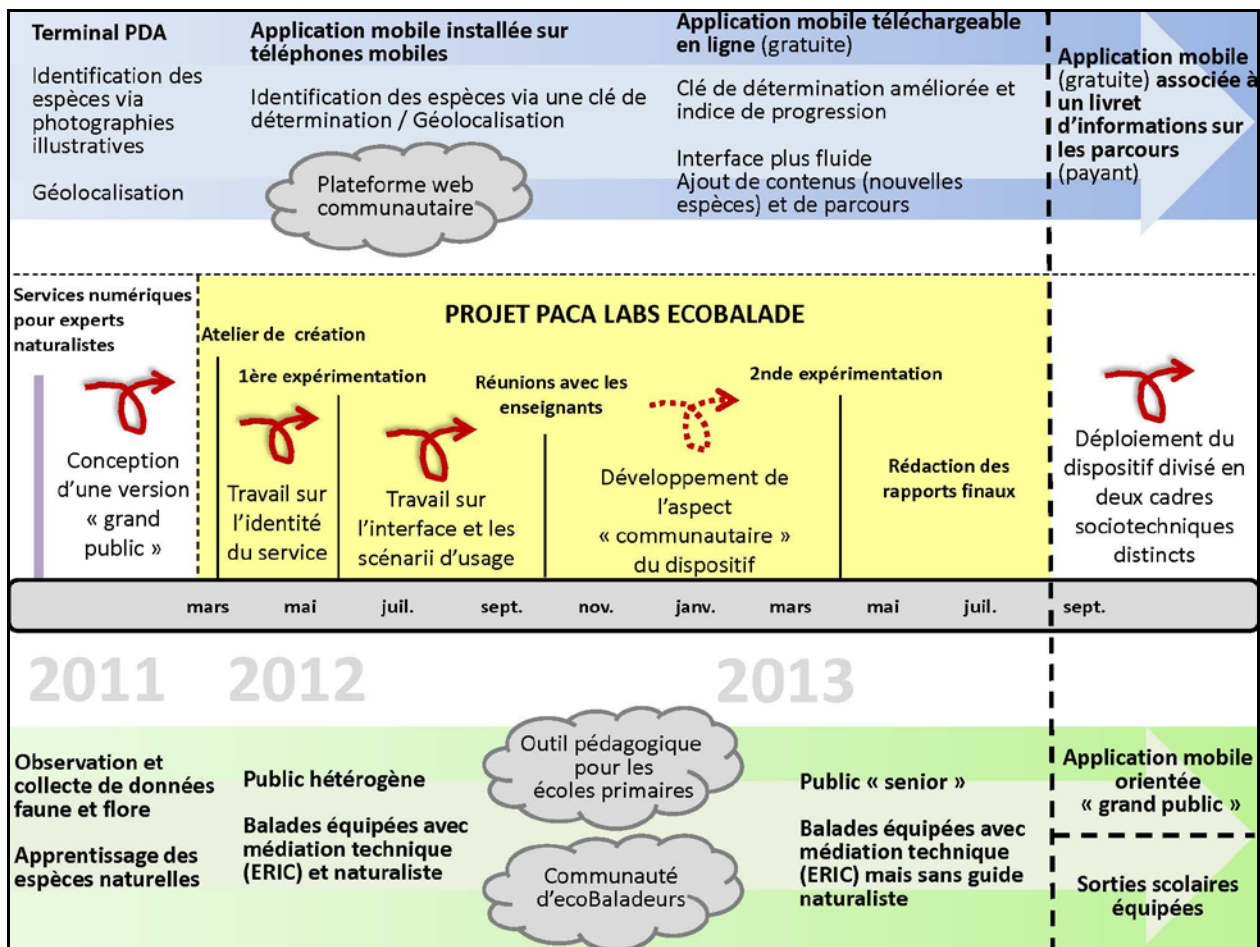 Terminal PDA
Identification des
espèces via
photographies
illustratives
Géolocalisation
Application mobile installée sur
téléphones mobiles
Identification des espèces via une clé de
détermination / Géolocalisation
Plateforme web
communautaire
Application mobile téléchargeable
en ligne (gratuite)
Clé de détermination améliorée et
indice de progression
Interface plus fluide
Ajout de contenus (nouvelles
espèces) et de parcours
Application mobile
(gratuite) associée à
un livret
d'informations sur
les parcours
(payant)
Services numériques
pour experts
naturalistes
Conception
d'une version
« grand
public »
PROJET PACA LABS ECOBALADE
Atelier de création
1ère expérimentation
Travail sur
l'identité
du service
Travail sur
l'interface et les
scénarii d'usage
Réunions avec les
enseignants
Développement de
l'aspect
« communautaire »
du dispositif
2nde expérimentation
Rédaction des
rapports finaux
Déploiement du
dispositif divisé en
deux cadres
sociotechniques
distincts
mars mai juil. sept. nov. janv. mars mai juil. sept.
2011 2012 2013
Observation et
collecte de données
faune et flore
Apprentissage des
espèces naturelles
Public hétérogène
Balades équipées avec
médiation technique
(ERIC) et naturaliste
Outil pédagogique
pour les
écoles primaires
Communauté
d'ecoBaladeurs
Public « senior »
Balades équipées avec
médiation technique
(ERIC) mais sans guide
naturaliste
Application mobile
orientée
« grand public »
Sorties scolaires
équipées